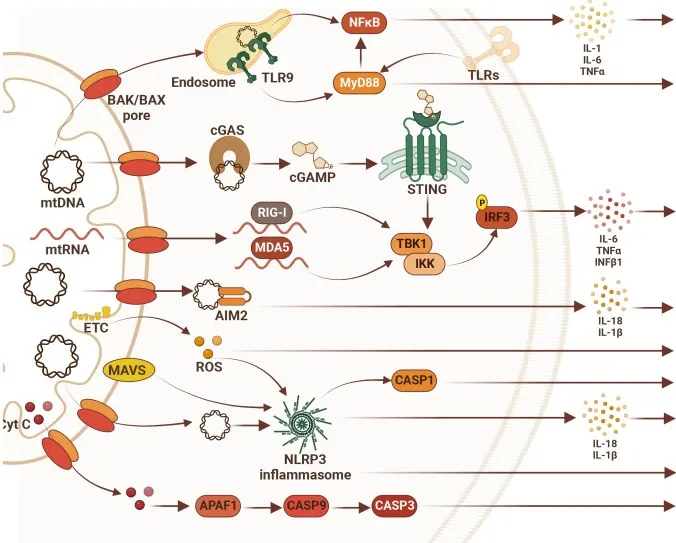 NFκB
IL-1
IL-6
TNFα
Endosome
TLR9
MyD88
TLRs
BAK/BAX
pore
cGAS
cGAMP
STING
mtDNA
RIG-I
P
IRF3
mtRNA
MDA5
TBK1
IKK
IL-6
TNFα
INFβ1
AIM2
IL-18
IL-1β
ETC
ROS
MAVS
CASP1
Cyt C
NLRP3
inflammasome
IL-18
IL-1β
APAF1
CASP9
CASP3